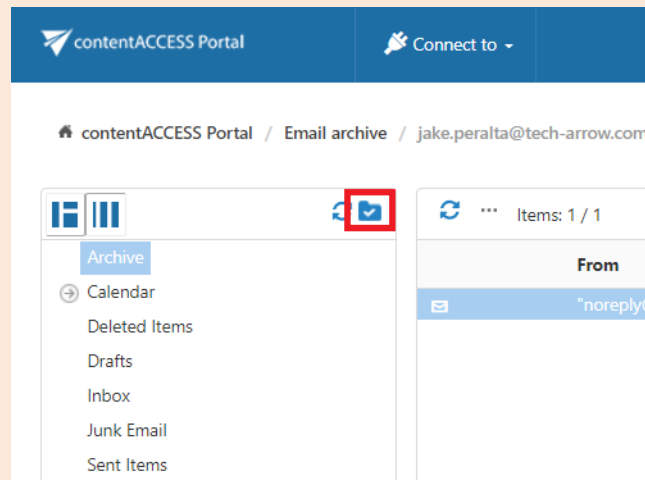 contentACCESS Portal
Connect to
contentACCESS Portal / Email archive / jake.peralta@tech-arrow.com
Items: 1 / 1
Archive
From
Calendar
"noreply
Deleted Items
Drafts
Inbox
Junk Email
Sent Items